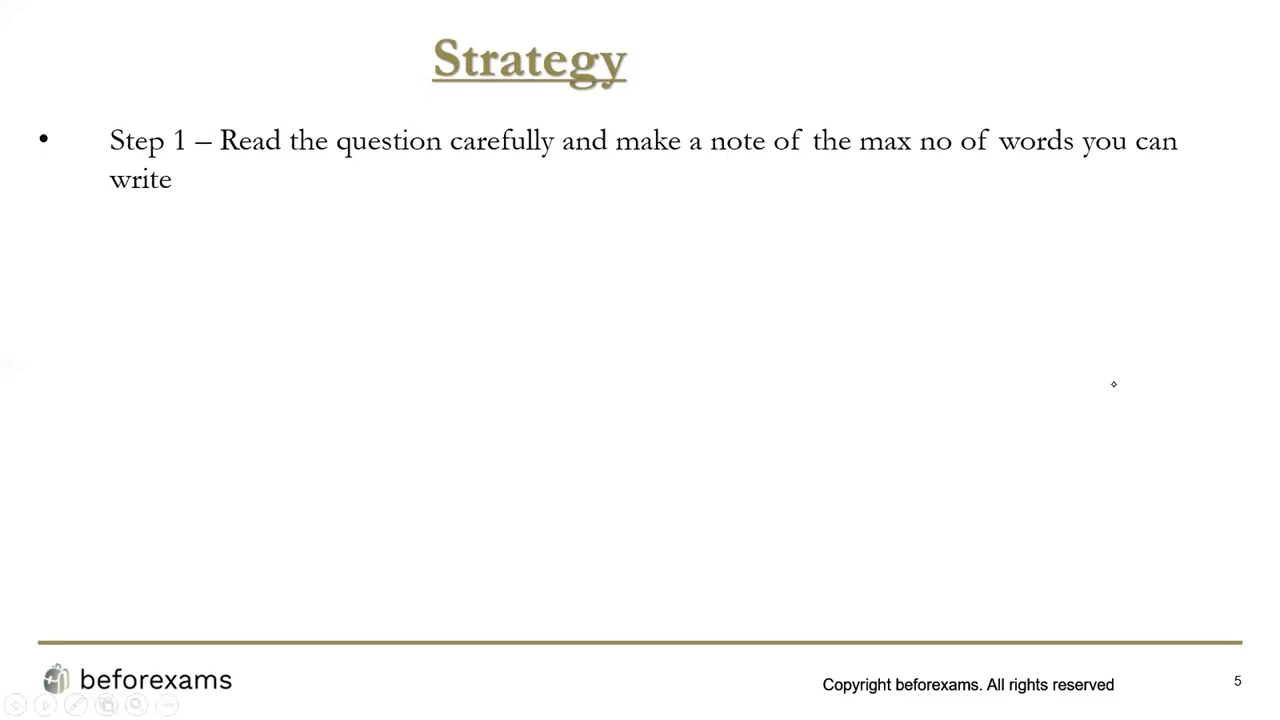 Strategy
• Step 1 – Read the question carefully and make a note of the max no of words you can
write
beforexams
Copyright beforexams. All rights reserved
5